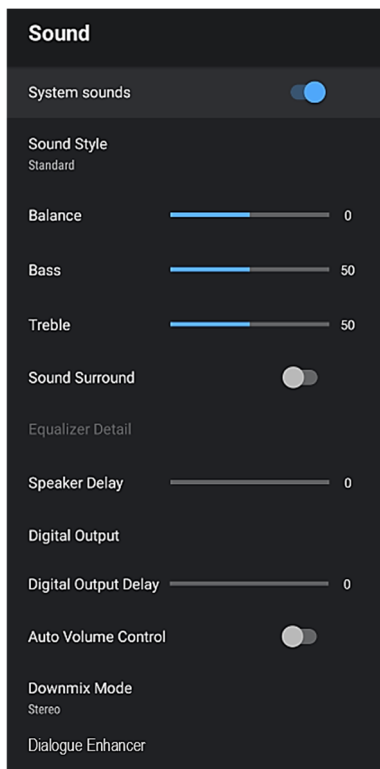 Sound
System sounds
Sound Style
Standard
Balance 0
Bass 50
Treble 50
Sound Surround
Equalizer Detail
Speaker Delay 0
Digital Output
Digital Output Delay 0
Auto Volume Control
Downmix Mode
Stereo
Dialogue Enhancer